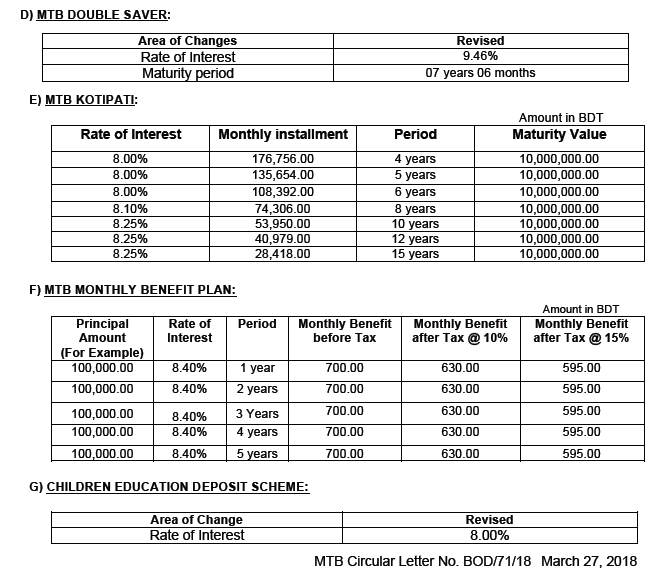 D) MTB DOUBLE SAVER:
Area of Changes Revised
Rate of Interest 9.46%
Maturity period 07 years 06 months
E) MTB KOTIPATI:
Amount in BDT
Rate of Interest Monthly installment Period Maturity Value
8.00% 176,756.00 4 years 10,000,000.00
8.00% 135,654.00 5 years 10,000,000.00
8.00% 108,392.00 6 years 10,000,000.00
8.10% 74,306.00 8 years 10,000,000.00
8.25% 53,950.00 10 years 10,000,000.00
8.25% 40,979.00 12 years 10,000,000.00
8.25% 28,418.00 15 years 10,000,000.00
F) MTB MONTHLY BENEFIT PLAN:
Amount in BDT
Principal Rate of Period Monthly Benefit Monthly Benefit Monthly Benefit
Amount Interest before Tax after Tax @ 10% after Tax @ 15%
(For Example)
100,000.00 8.40% 1 year 700.00 630.00 595.00
100,000.00 8.40% 2 years 700.00 630.00 595.00
100,000.00 8.40% 3 Years 700.00 630.00 595.00
100,000.00 8.40% 4 years 700.00 630.00 595.00
100,000.00 8.40% 5 years 700.00 630.00 595.00
G) CHILDREN EDUCATION DEPOSIT SCHEME:
Area of Change Revised
Rate of Interest 8.00%
MTB Circular Letter No. BOD/71/18 March 27, 2018